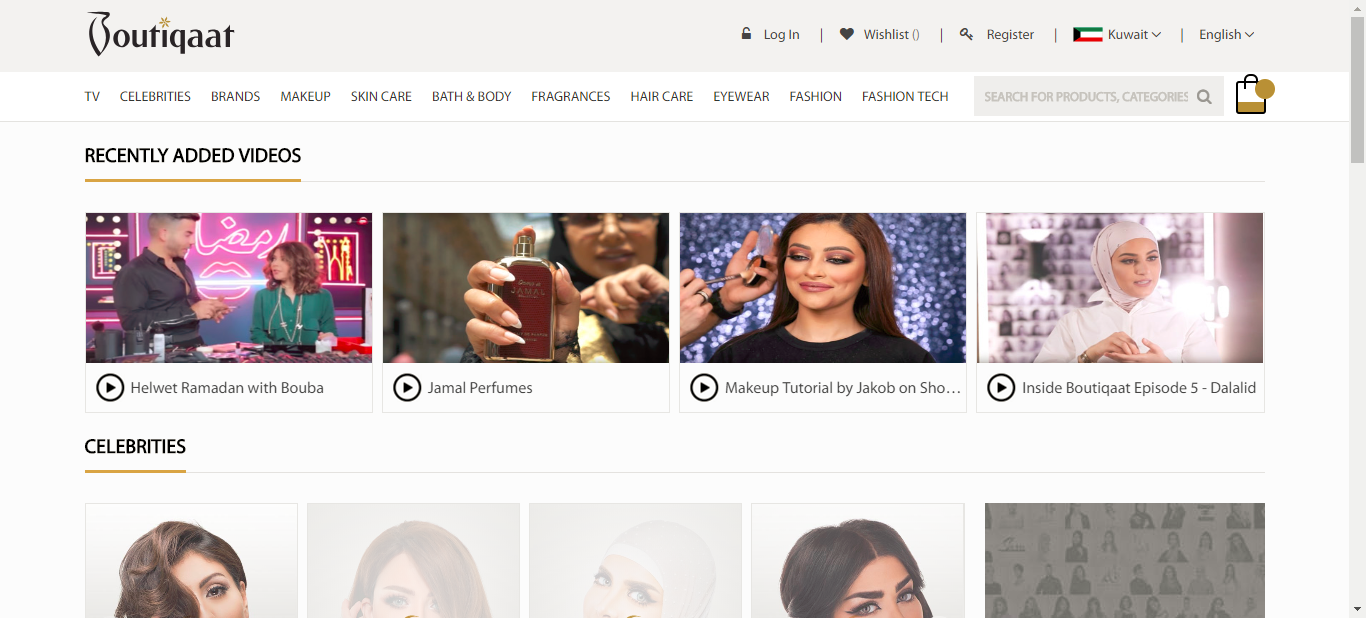 Boutiqaat
Log In | Wishlist () | Register | Kuwait | English
TV CELEBRITIES BRANDS MAKEUP SKIN CARE BATH & BODY FRAGRANCES HAIR CARE EYEWEAR FASHION FASHION TECH SEARCH FOR PRODUCTS, CATEGORIES
RECENTLY ADDED VIDEOS
رمضان
JAMAL
Helwet Ramadan with Bouba
Jamal Perfumes
Makeup Tutorial by Jakob on Sho...
Inside Boutiqaat Episode 5 - Dalalid
CELEBRITIES